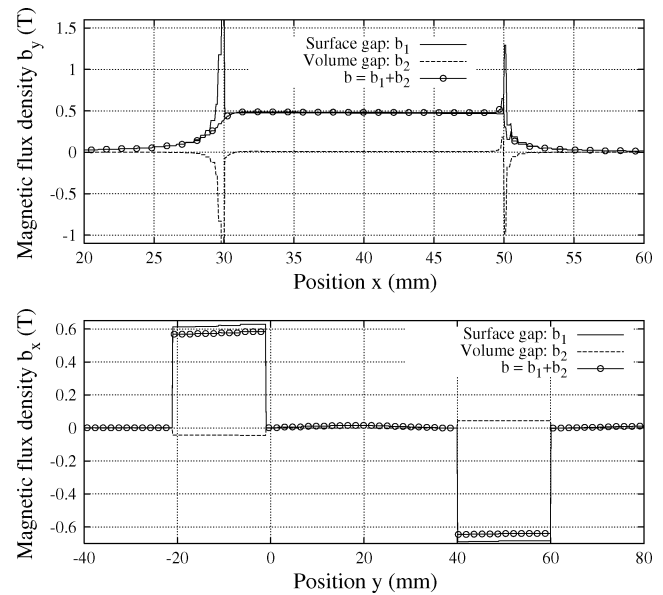 Magnetic flux density b_y (T)
1.5
1
0.5
0
-0.5
-1
Surface gap: b_1
Volume gap: b_2
b = b_1+b_2
20 25 30 35 40 45 50 55 60
Position x (mm)
Magnetic flux density b_x (T)
0.6
0.4
0.2
0
-0.2
-0.4
-0.6
Surface gap: b_1
Volume gap: b_2
b = b_1+b_2
-40 -20 0 20 40 60 80
Position y (mm)